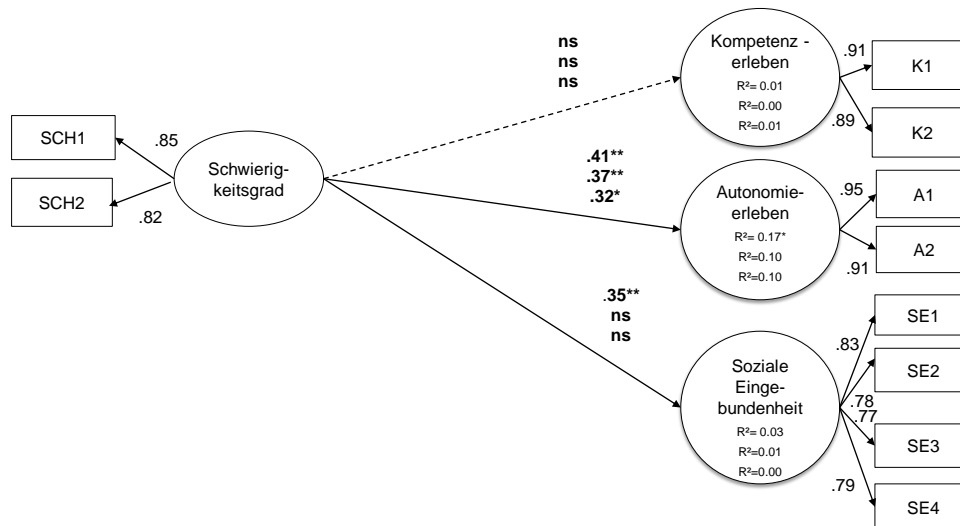 SCH1
SCH2
.85
.82
Schwierig-
keitsgrad
ns
ns
ns
.41**
.37**
.32*
.35**
ns
ns
Kompetenz -
erleben
R²= 0.01
R²=0.00
R²=0.01
.91
.89
K1
K2
Autonomie-
erleben
R²= 0.17*
R²=0.10
R²=0.10
.95
.91
A1
A2
Soziale
Einge-
bundenheit
R²= 0.03
R²=0.01
R²=0.00
.83
.78
.77
.79
SE1
SE2
SE3
SE4